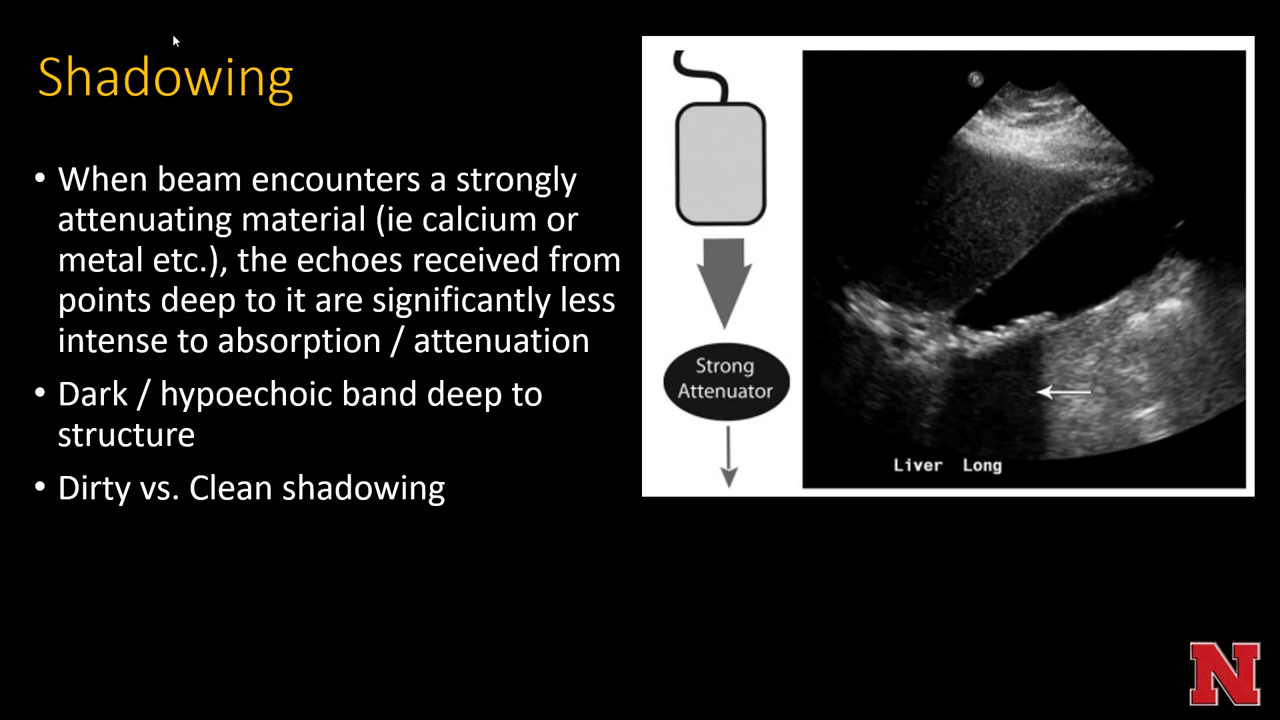 Shadowing
• When beam encounters a strongly
attenuating material (ie calcium or
metal etc.), the echoes received from
points deep to it are significantly less
intense to absorption / attenuation
• Dark / hypoechoic band deep to
structure
• Dirty vs. Clean shadowing
Strong
Attenuator
P
Liver Long
N